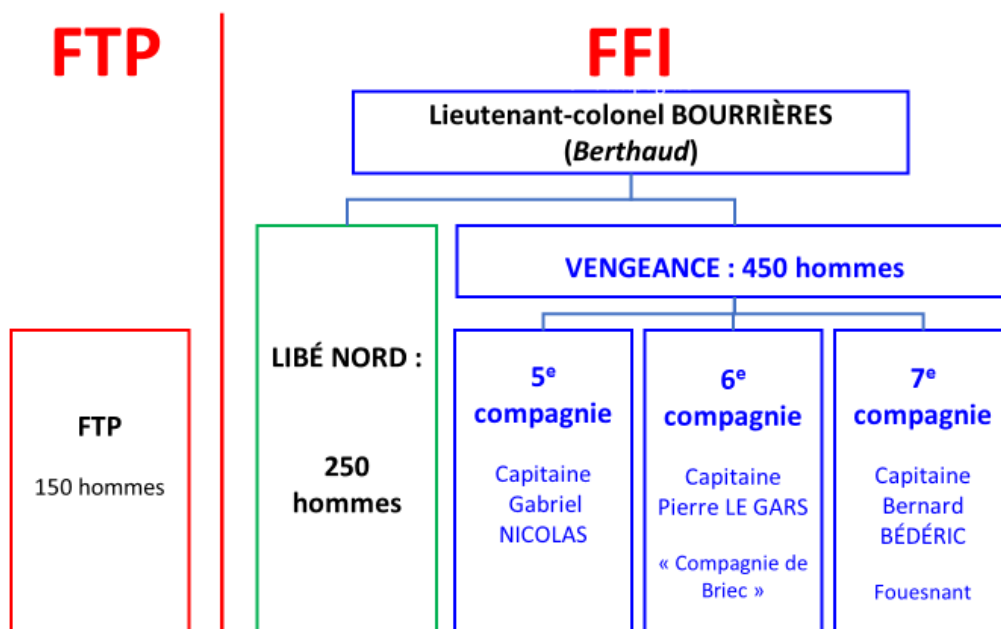 FTP
FFI
Lieutenant-colonel BOURRIÈRES
(Berthaud)
VENGEANCE : 450 hommes
FTP
150 hommes
LIBÉ NORD :
250
hommes
5e
compagnie
Capitaine
Gabriel
NICOLAS
6e
compagnie
Capitaine
Pierre LE GARS
« Compagnie de
Briec »
7e
compagnie
Capitaine
Bernard
BÉDÉRIC
Fouesnant